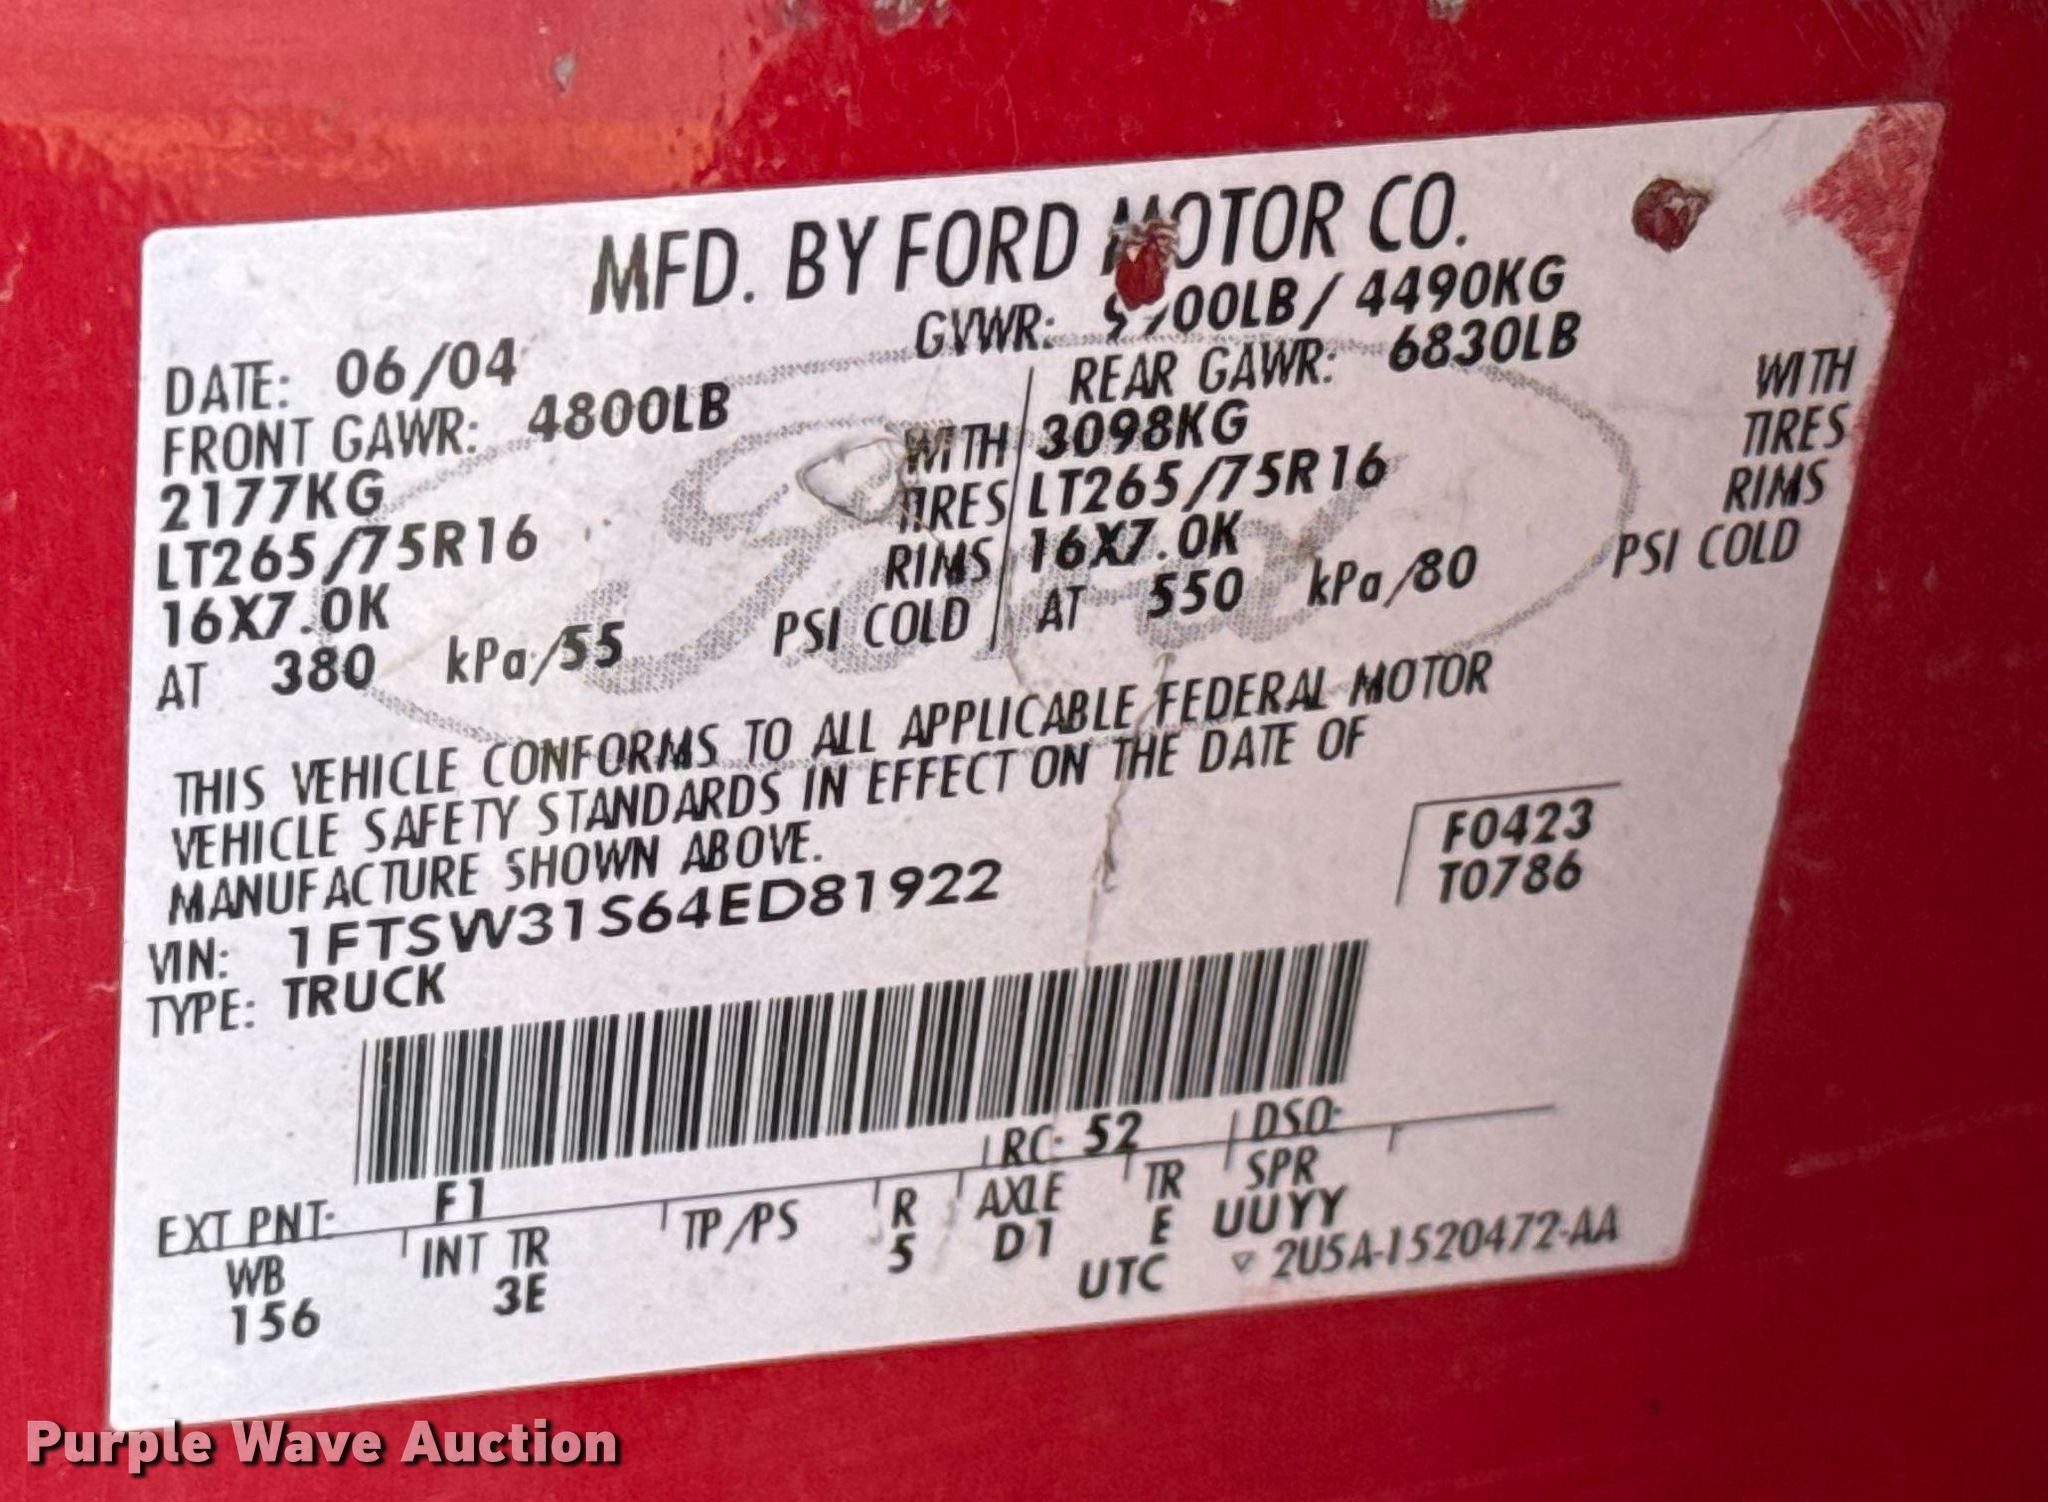 MFD. BY FORD MOTOR CO.
DATE: 06/04
GVWR: 9900LB / 4490KG
FRONT GAWR: 4800LB
2177KG WITH
LT265/75R16 TIRES
16X7.0K RIMS
AT 380 kPa/55 PSI COLD
REAR GAWR: 6830LB
3098KG WITH
LT265/75R16 TIRES
16X7.0K RIMS
AT 550 kPa/80 PSI COLD
Ford
THIS VEHICLE CONFORMS TO ALL APPLICABLE FEDERAL MOTOR
VEHICLE SAFETY STANDARDS IN EFFECT ON THE DATE OF
MANUFACTURE SHOWN ABOVE.
F0423
T0786
VIN: 1FTSW31S64ED81922
TYPE: TRUCK
EXT PNT: F1 RC: 52 DSO:
WB INT TR TP/PS R AXLE TR SPR
156 3E 5 D1 E UUYY
UTC ▽ 2U5A-1520472-AA
Purple Wave Auction